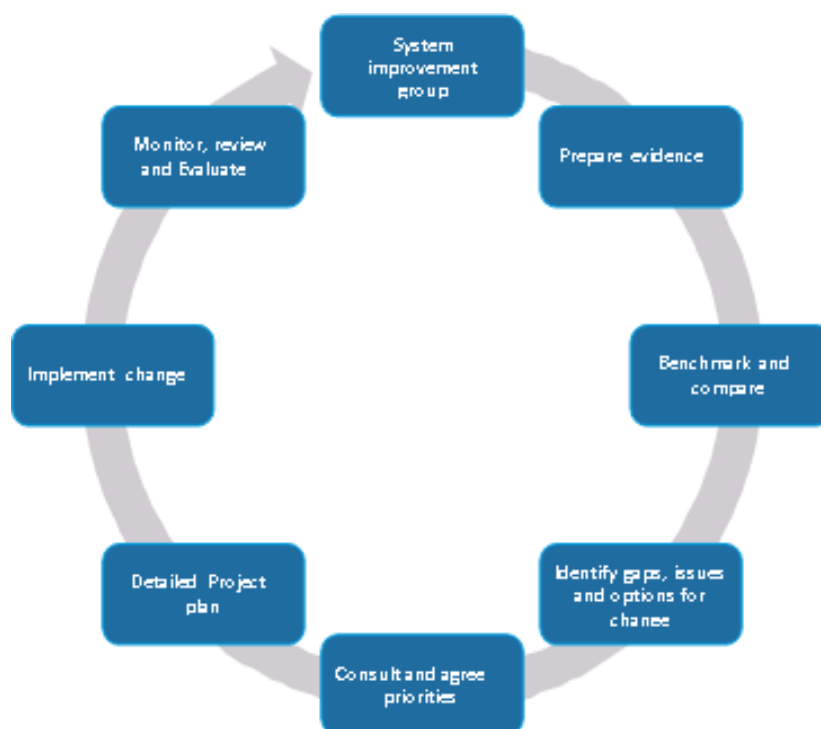 System
improvement
group
Prepare evidence
Benchmark and
compare
Identify gaps, issues
and options for
change
Consult and agree
priorities
Detailed Project
plan
Implement change
Monitor, review
and Evaluate